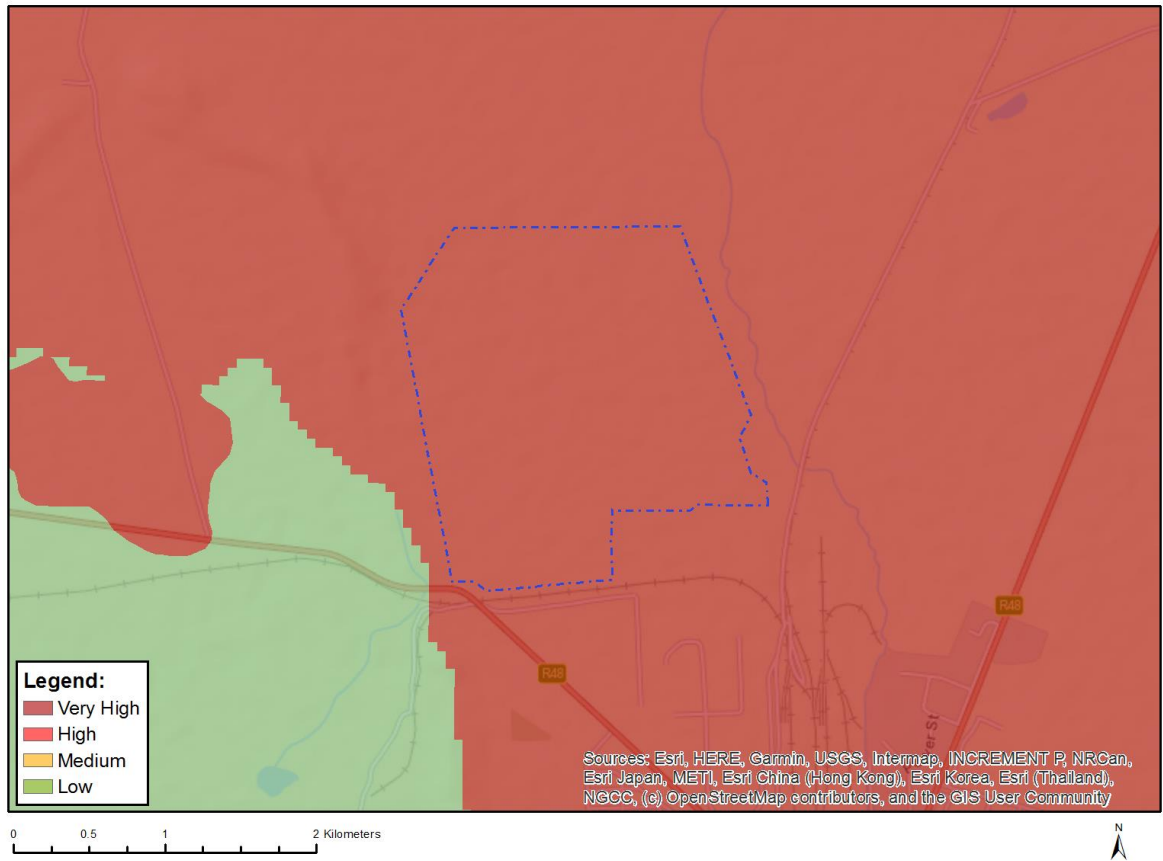 R48
R48
Legend:
Very High
High
Medium
Low
Sources: Esri, HERE, Garmin, USGS, Intermap, INCREMENT P, NRCan,
Esri Japan, METI, Esri China (Hong Kong), Esri Korea, Esri (Thailand),
NGCC, (c) OpenStreetMap contributors, and the GIS User Community
0 0.5 1 2 Kilometers
N